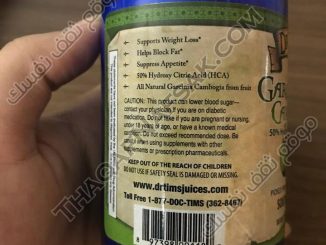 Supports Weight Loss*
Helps Block Fat*
Suppress Appetite*
50% Hydroxy Citric Acid (HCA)
All Natural Garcinia Cambogia from fruit
CAUTION: This product can lower blood sugar—
contact your physician if you are on diabetic
medication. Do not take if you are pregnant or nursing,
under 18 years of age, or have a known medical
condition. Do not exceed recommended dose. Be
careful when using supplements with other
supplements or prescription pharmaceuticals.
KEEP OUT OF THE REACH OF CHILDREN
DO NOT USE IF SAFETY SEAL IS DAMAGED OR MISSING.
www.drtimsjuices.com
Toll Free 1-877-DOC-TIMS (362-8467)
50% H